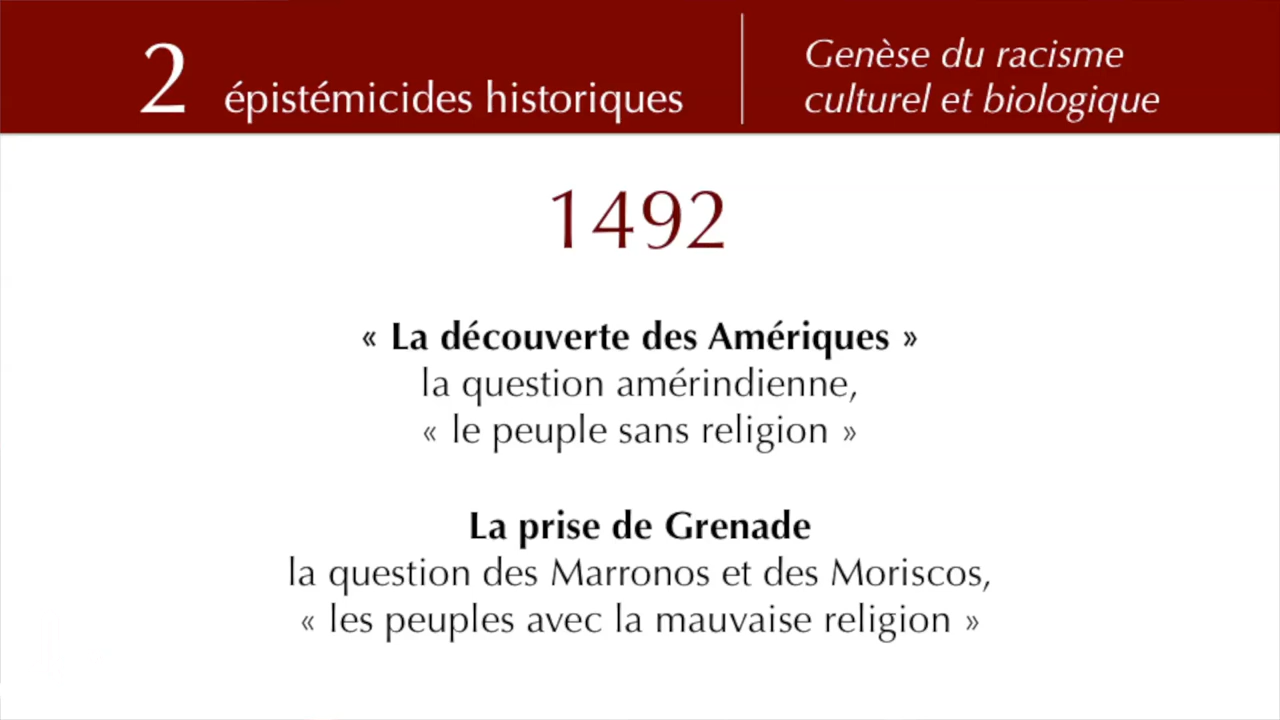 2 épistémicides historiques
Genèse du racisme
culturel et biologique
1492
« La découverte des Amériques »
la question amérindienne,
« le peuple sans religion »
La prise de Grenade
la question des Marronos et des Moriscos,
« les peuples avec la mauvaise religion »